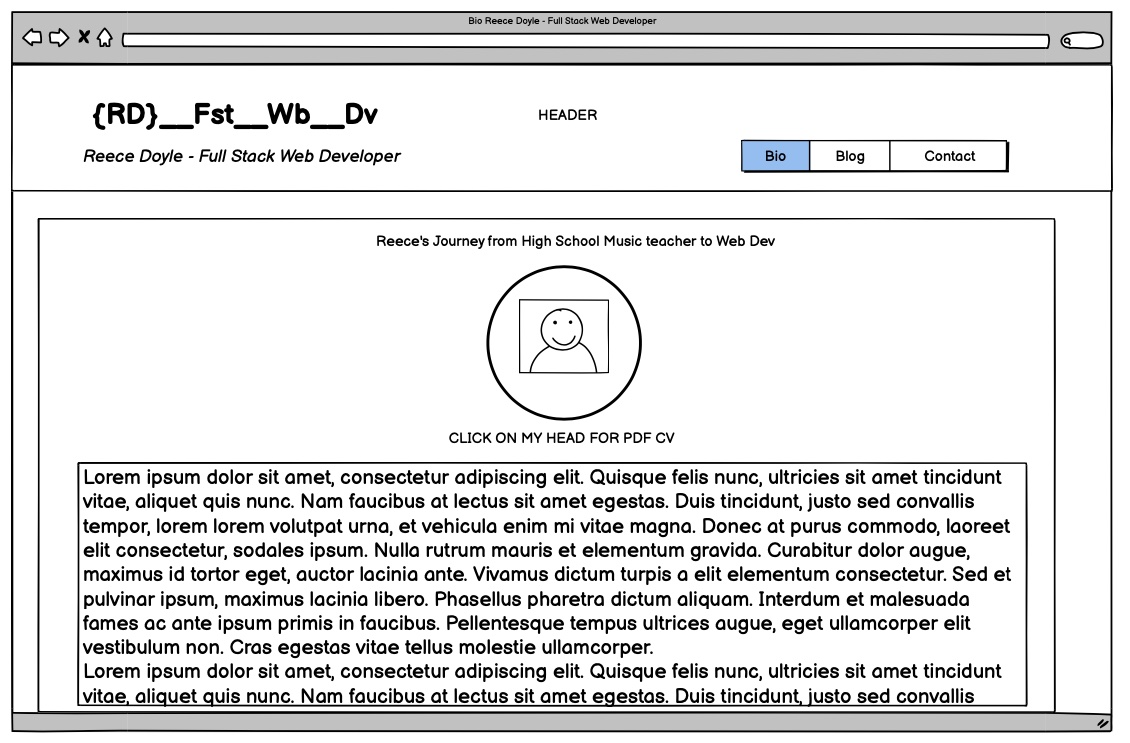 Bio Reece Doyle - Full Stack Web Developer
{RD}__Fst__Wb__Dv
HEADER
Reece Doyle - Full Stack Web Developer
Bio Blog Contact
Reece's Journey from High School Music teacher to Web Dev
CLICK ON MY HEAD FOR PDF CV
Lorem ipsum dolor sit amet, consectetur adipiscing elit. Quisque felis nunc, ultricies sit amet tincidunt
vitae, aliquet quis nunc. Nam faucibus at lectus sit amet egestas. Duis tincidunt, justo sed convallis
tempor, lorem lorem volutpat urna, et vehicula enim mi vitae magna. Donec at purus commodo, laoreet
elit consectetur, sodales ipsum. Nulla rutrum mauris et elementum gravida. Curabitur dolor augue,
maximus id tortor eget, auctor lacinia ante. Vivamus dictum turpis a elit elementum consectetur. Sed et
pulvinar ipsum, maximus lacinia libero. Phasellus pharetra dictum aliquam. Interdum et malesuada
fames ac ante ipsum primis in faucibus. Pellentesque tempus ultrices augue, eget ullamcorper elit
vestibulum non. Cras egestas vitae tellus molestie ullamcorper.
Lorem ipsum dolor sit amet, consectetur adipiscing elit. Quisque felis nunc, ultricies sit amet tincidunt
vitae, aliquet quis nunc. Nam faucibus at lectus sit amet egestas. Duis tincidunt, justo sed convallis